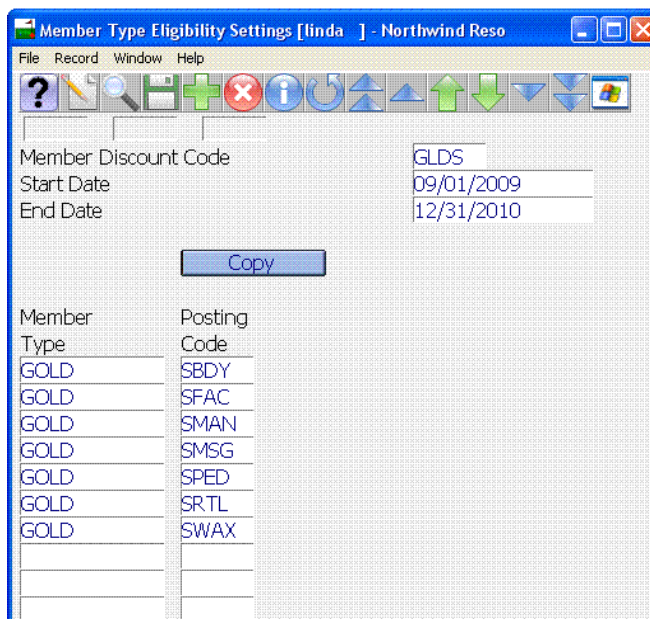 Member Type Eligibility Settings [linda ] - Northwind Reso
File Record Window Help
Member Discount Code GLDS
Start Date 09/01/2009
End Date 12/31/2010
Copy
Member Posting
Type Code
GOLD SBDY
GOLD SFAC
GOLD SMAN
GOLD SMSG
GOLD SPED
GOLD SRTL
GOLD SWAX